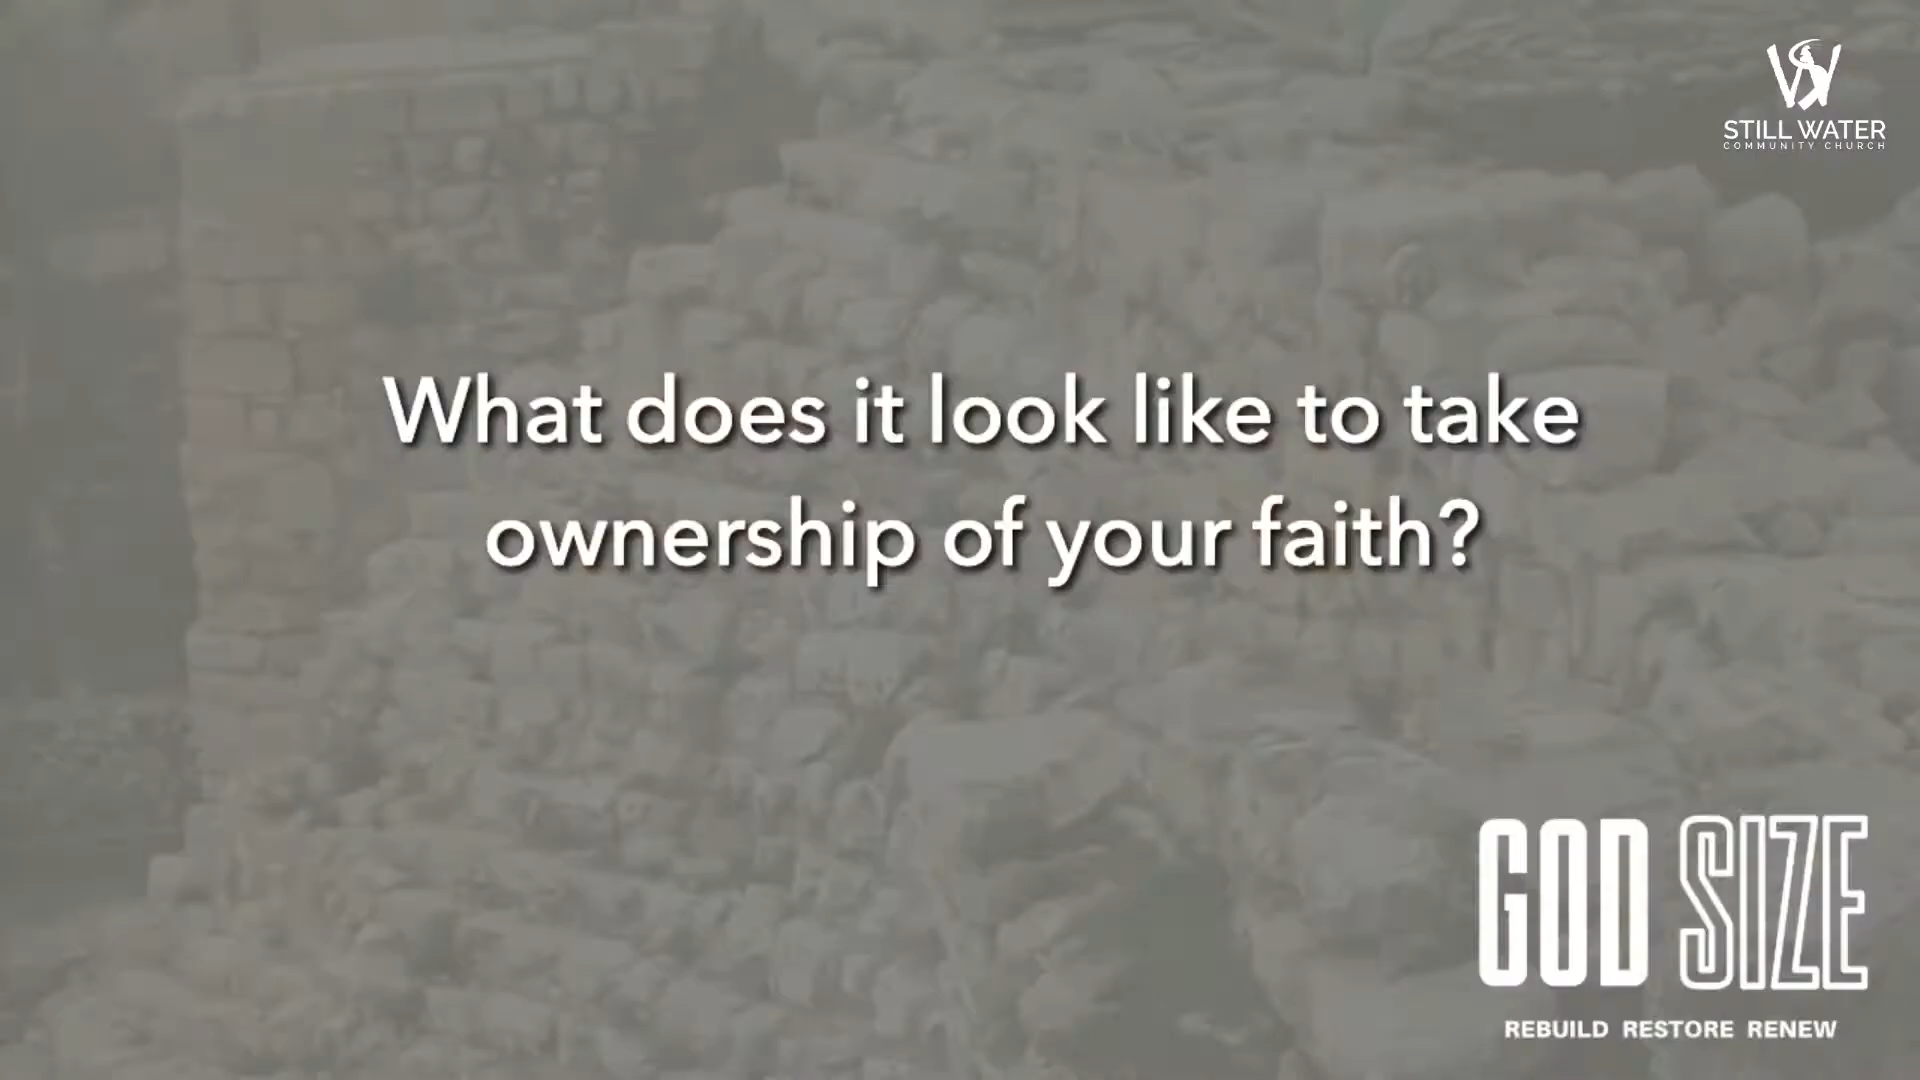 STILL WATER
COMMUNITY CHURCH
What does it look like to take
ownership of your faith?
GOD SIZE
REBUILD RESTORE RENEW